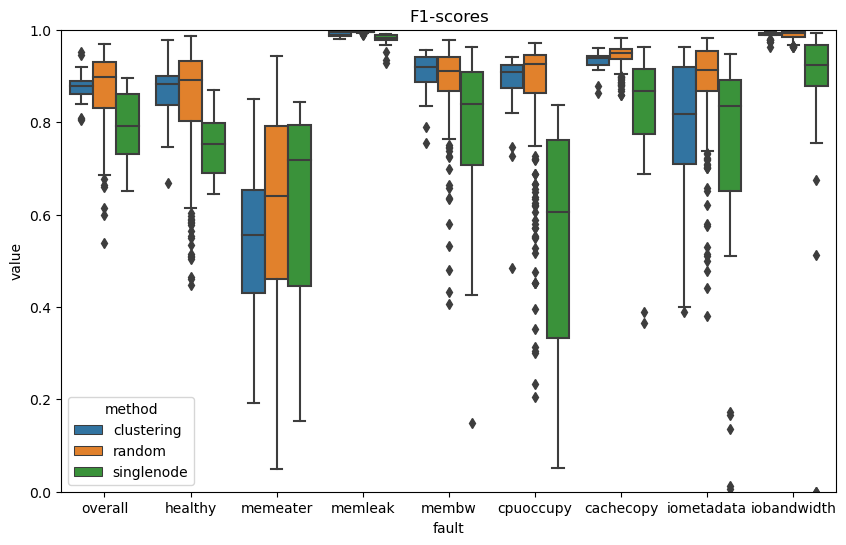 F1-scores
1.0
0.8
0.6
0.4
0.2
0.0
value
method
clustering
random
singlenode
overall healthy memeater memleak membw cpuoccupy cachecopy iometadata iobandwidth
fault